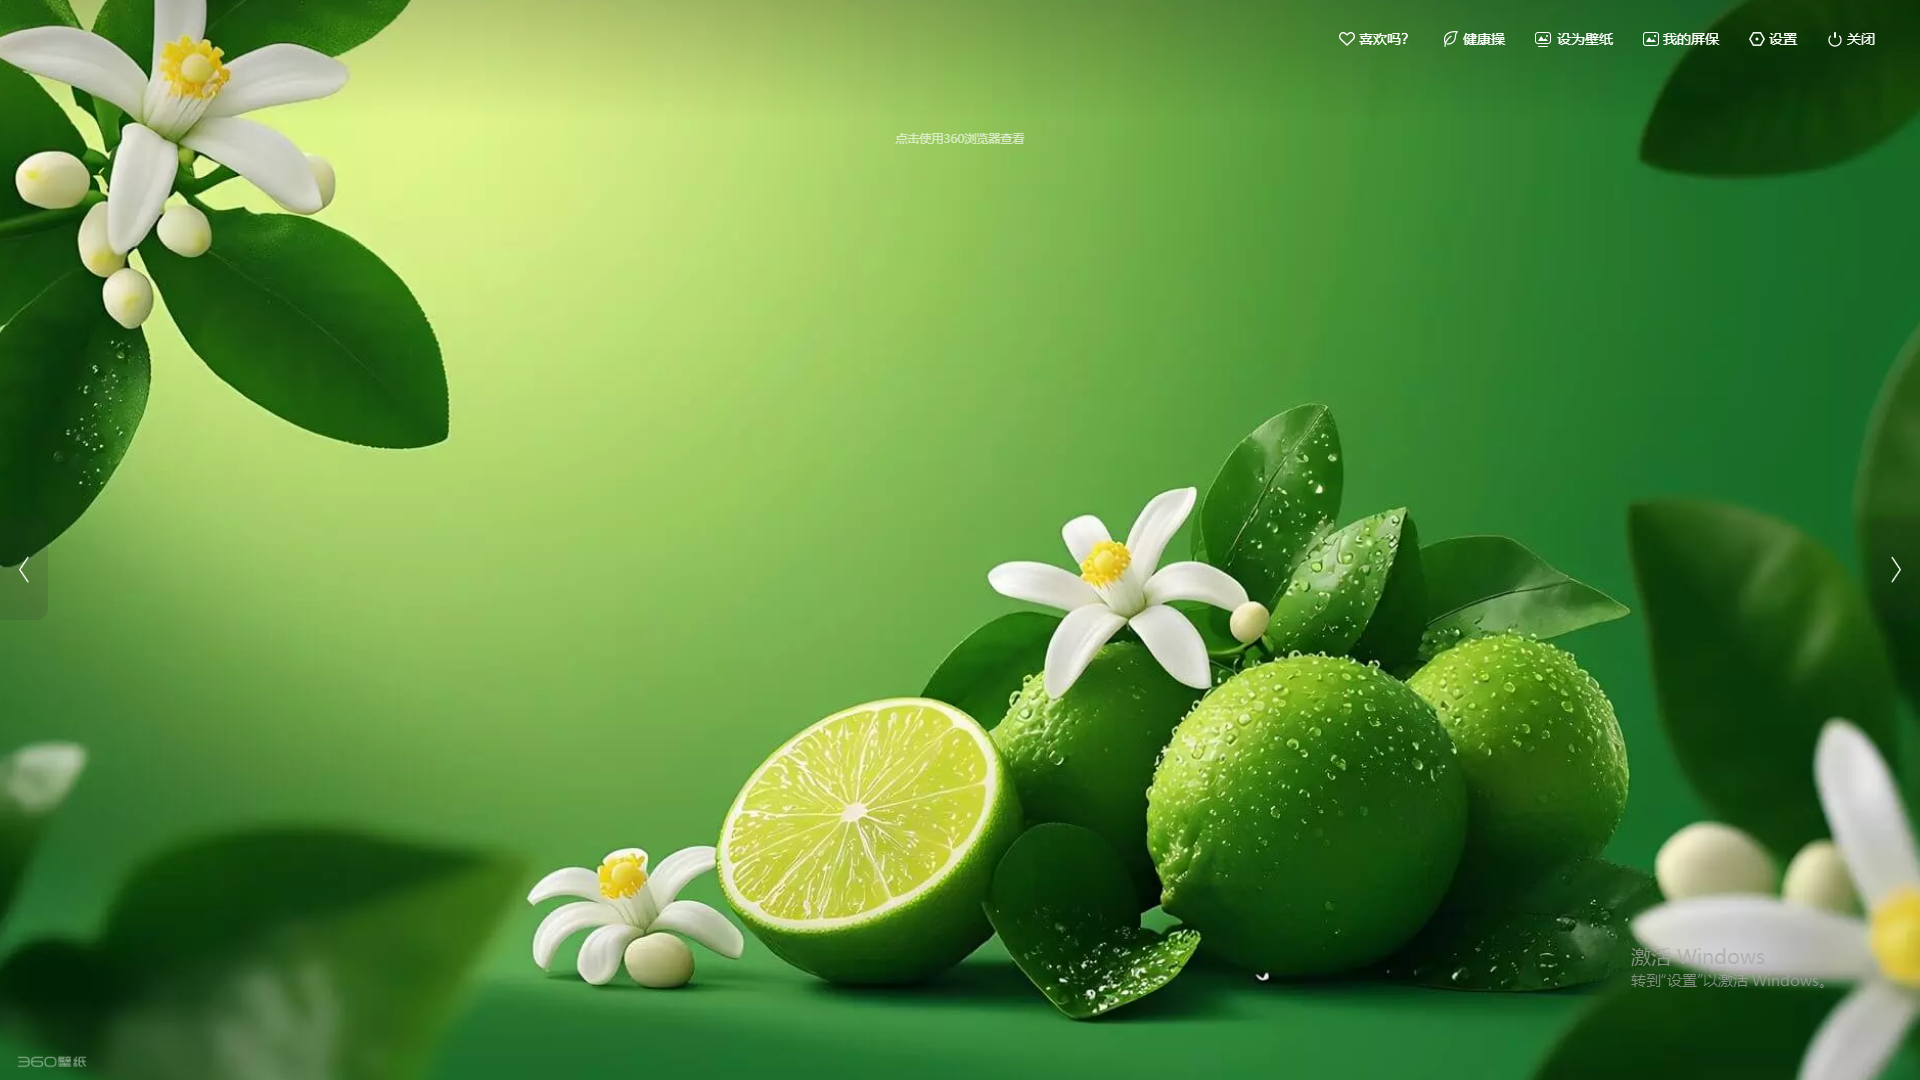 喜欢吗?
健康操
设为壁纸
我的屏保
设置
关闭
点击使用360浏览器查看
激活 Windows
转到“设置”以激活 Windows。
360壁纸